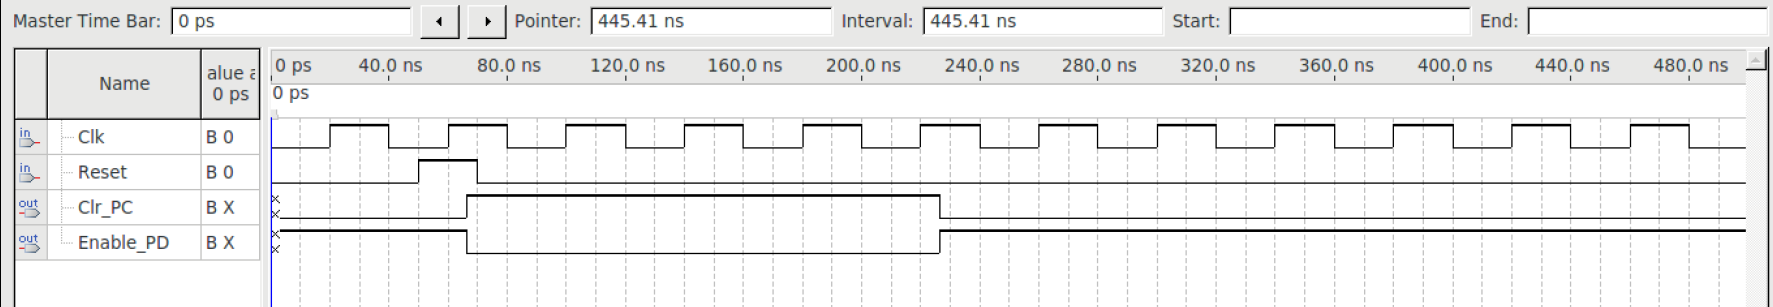 Master Time Bar: 0 ps Pointer: 445.41 ns Interval: 445.41 ns Start: End:
Name alue a 0 ps
0 ps 40.0 ns 80.0 ns 120.0 ns 160.0 ns 200.0 ns 240.0 ns 280.0 ns 320.0 ns 360.0 ns 400.0 ns 440.0 ns 480.0 ns
0 ps
in Clk B 0
in Reset B 0
out Clr_PC B X
out Enable_PD B X